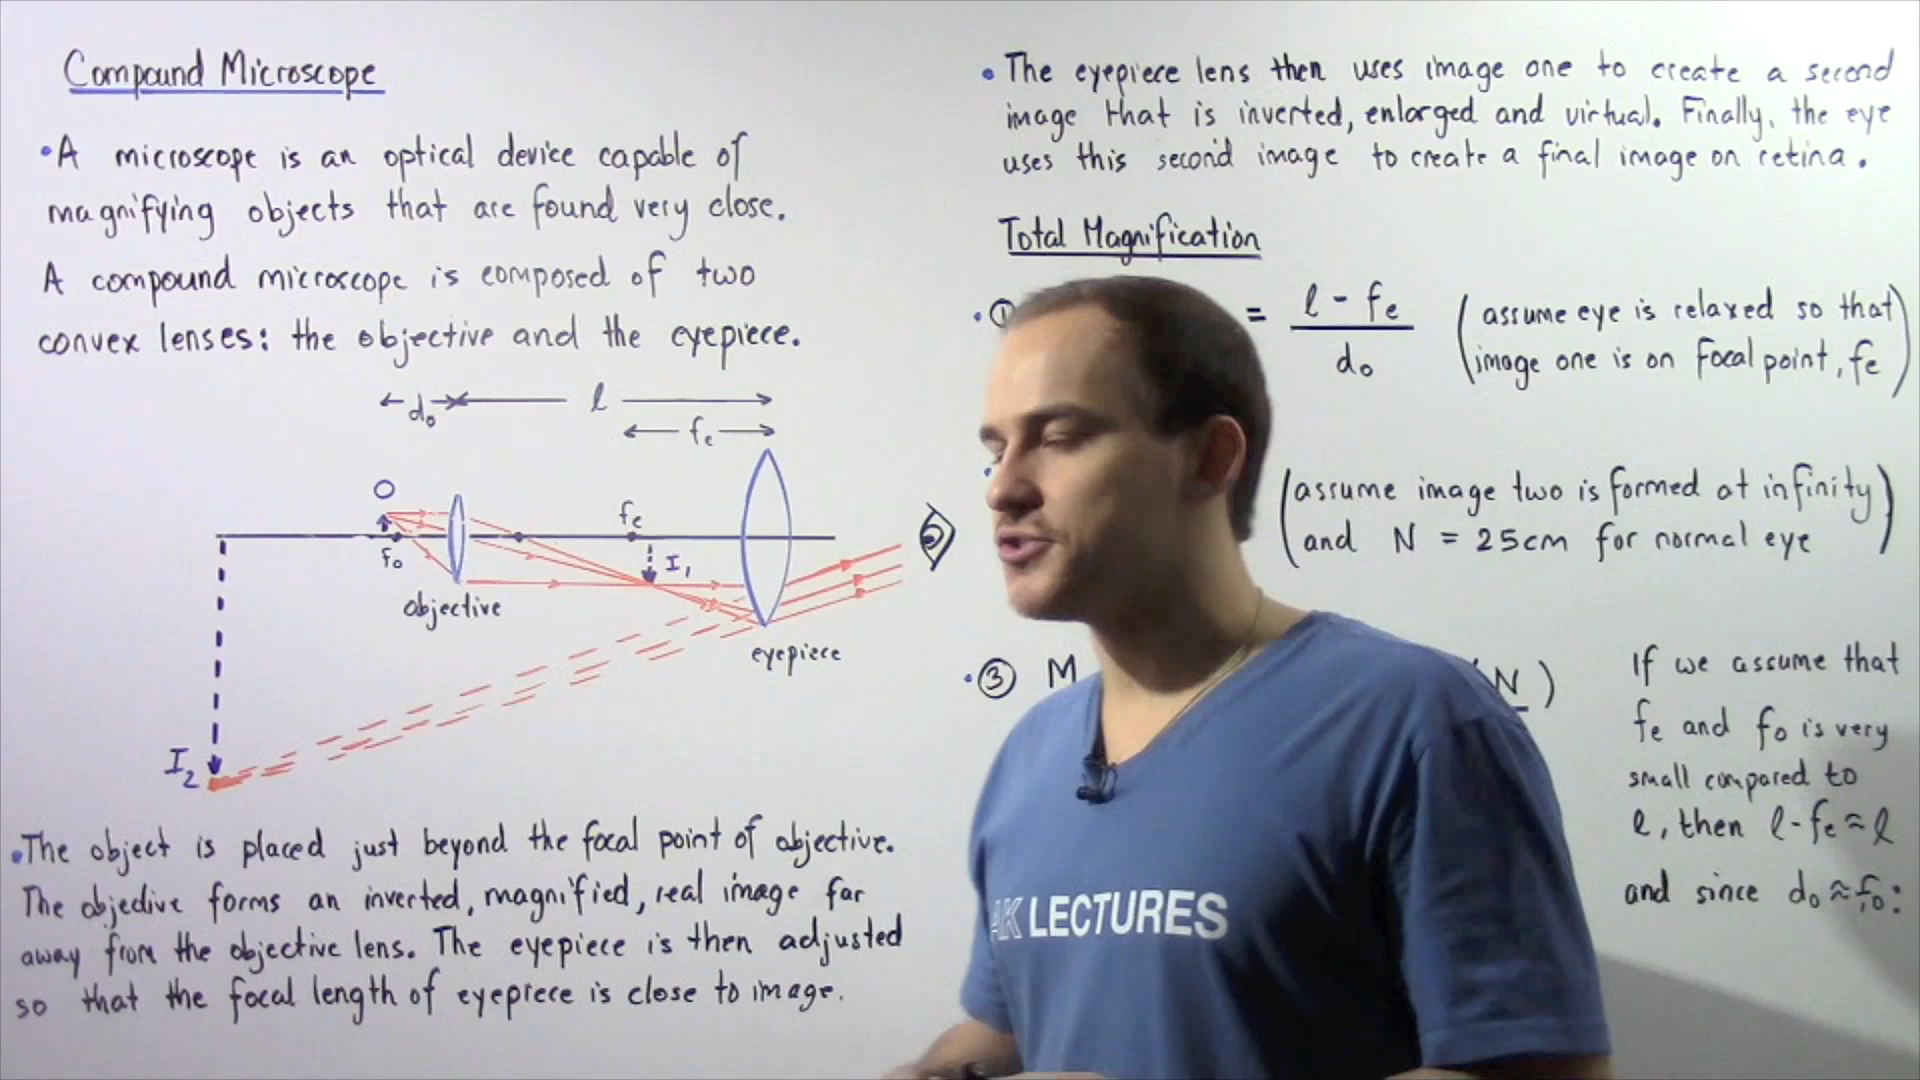 Compound Microscope
• A microscope is an optical device capable of
magnifying objects that are found very close.
A compound microscope is composed of two
convex lenses: the objective and the eyepiece.
do
l
fe
O
fo
fe
I1
objective
eyepiece
I2
• The object is placed just beyond the focal point of objective.
The objective forms an inverted, magnified, real image far
away from the objective lens. The eyepiece is then adjusted
so that the focal length of eyepiece is close to image.
• The eyepiece lens then uses image one to create a second
image that is inverted, enlarged and virtual. Finally, the eye
uses this second image to create a final image on retina.
Total Magnification
• ① = l - fe / do (assume eye is relaxed so that
image one is on focal point, fe)
(assume image two is formed at infinity
and N = 25cm for normal eye)
• ③ M N )
If we assume that
fe and fo is very
small compared to
l, then l-fe≈l
and since do≈fo:
AK LECTURES